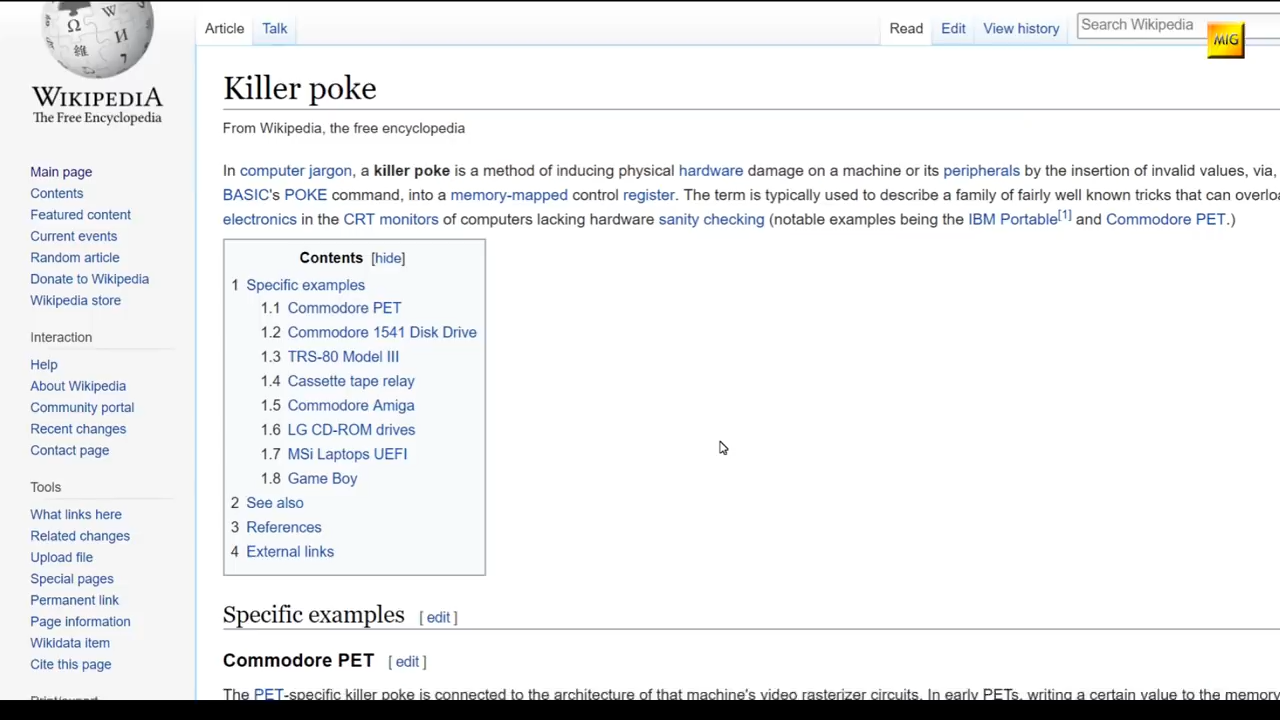 Article
Talk
Read
Edit
View history
Search Wikipedia
MIG
Ω
W
И
維
7
WIKIPEDIA
The Free Encyclopedia
Main page
Contents
Featured content
Current events
Random article
Donate to Wikipedia
Wikipedia store
Interaction
Help
About Wikipedia
Community portal
Recent changes
Contact page
Tools
What links here
Related changes
Upload file
Special pages
Permanent link
Page information
Wikidata item
Cite this page
Killer poke
From Wikipedia, the free encyclopedia
In computer jargon, a killer poke is a method of inducing physical hardware damage on a machine or its peripherals by the insertion of invalid values, via,
BASIC's POKE command, into a memory-mapped control register. The term is typically used to describe a family of fairly well known tricks that can overlo
electronics in the CRT monitors of computers lacking hardware sanity checking (notable examples being the IBM Portable[1] and Commodore PET.)
Contents [hide]
1 Specific examples
1.1 Commodore PET
1.2 Commodore 1541 Disk Drive
1.3 TRS-80 Model III
1.4 Cassette tape relay
1.5 Commodore Amiga
1.6 LG CD-ROM drives
1.7 MSi Laptops UEFI
1.8 Game Boy
2 See also
3 References
4 External links
Specific examples [ edit ]
Commodore PET [ edit ]
The PET-specific killer poke is connected to the architecture of that machine's video rasterizer circuits. In early PETs, writing a certain value to the memory